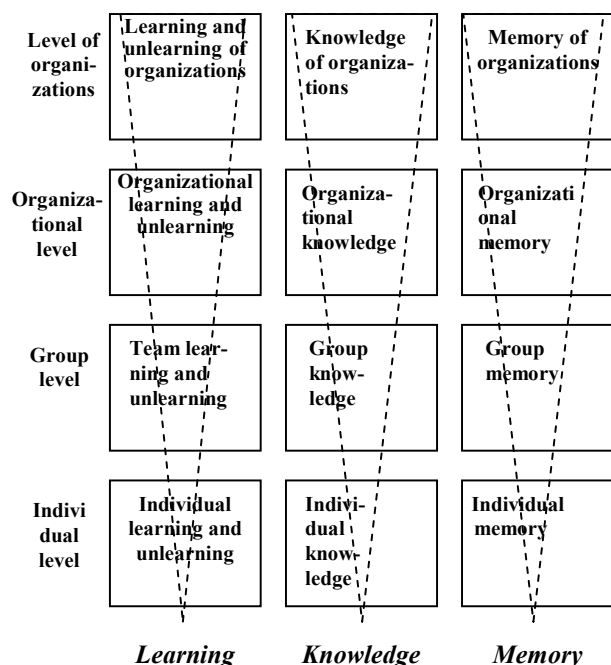 Level of
organi-
zations
Learning and
unlearning of
organizations
Knowledge
of organiza-
tions
Memory of
organizations
Organiza-
tional
level
Organizational
learning and
unlearning
Organiza-
tional
knowledge
Organizati
onal
memory
Group
level
Team lear-
ning and
unlearning
Group
know-
ledge
Group
memory
Indivi
dual
level
Individual
learning and
unlearning
Indivi-
dual
know-
ledge
Individual
memory
Learning
Knowledge
Memory